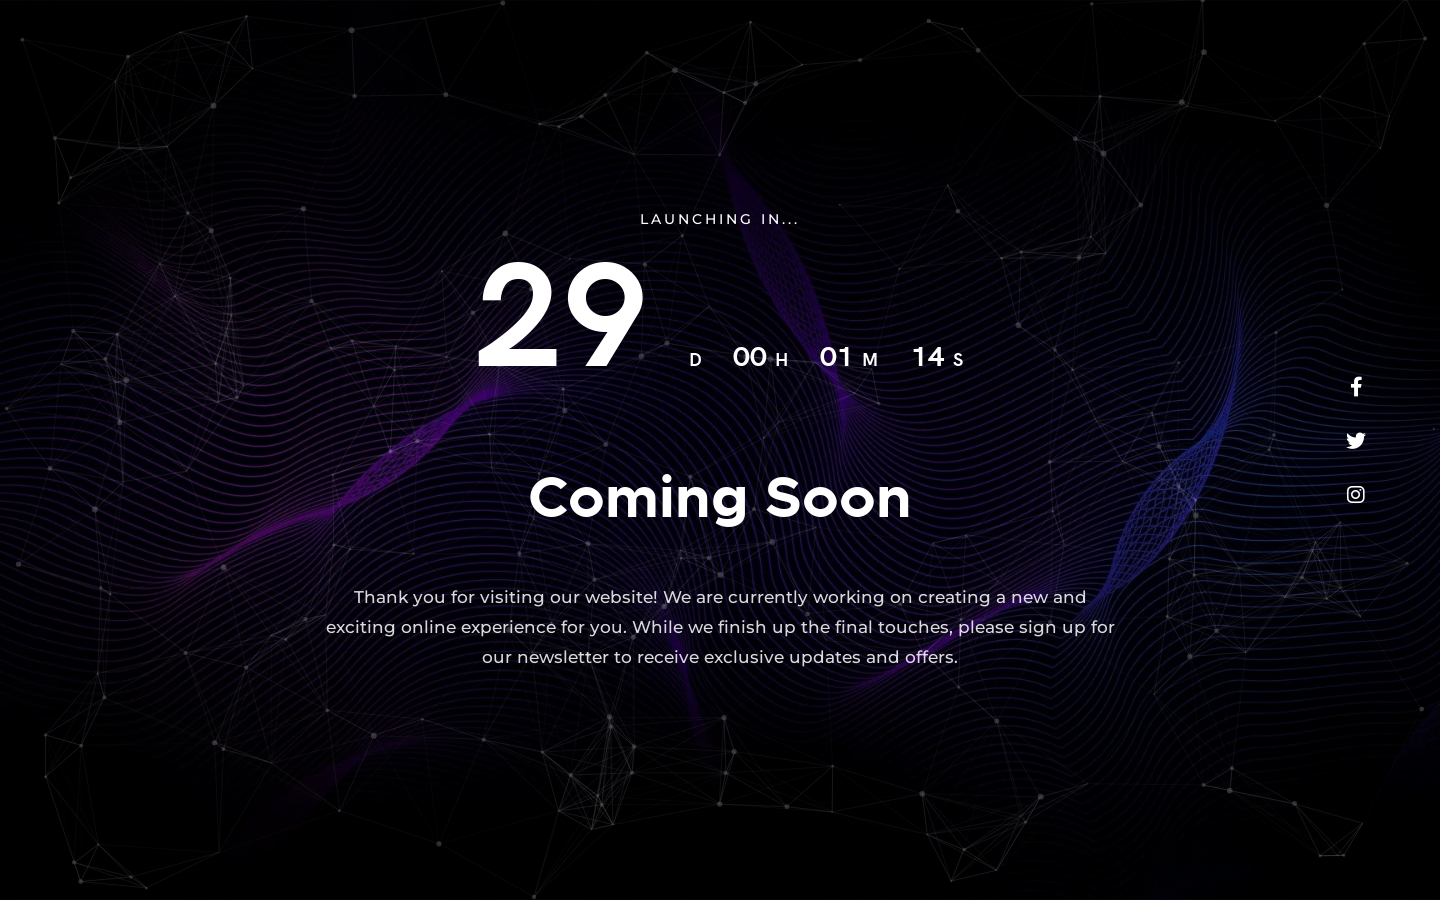 LAUNCHING IN...
29 D 00 H 01 M 14 S
Coming Soon
Thank you for visiting our website! We are currently working on creating a new and
exciting online experience for you. While we finish up the final touches, please sign up for
our newsletter to receive exclusive updates and offers.